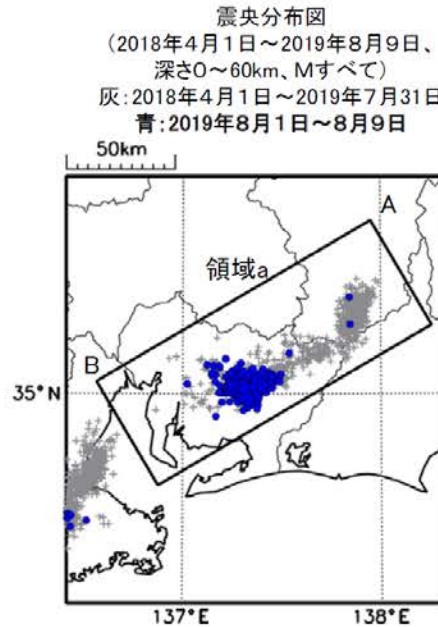 震央分布図
(2018年4月1日～2019年8月9日、
深さ0～60km、Mすべて)
灰:2018年4月1日～2019年7月31日
青:2019年8月1日～8月9日
50km
A
領域a
B
35°N
137°E
138°E